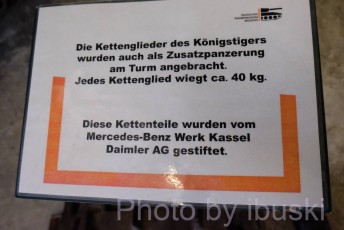 Die Kettenglieder des Königstigers
wurden auch als Zusatzpanzerung
am Turm angebracht.
Jedes Kettenglied wiegt ca. 40 kg.
Diese Kettenteile wurden vom
Mercedes-Benz Werk Kassel
Daimler AG gestiftet.
Photo by ibuski